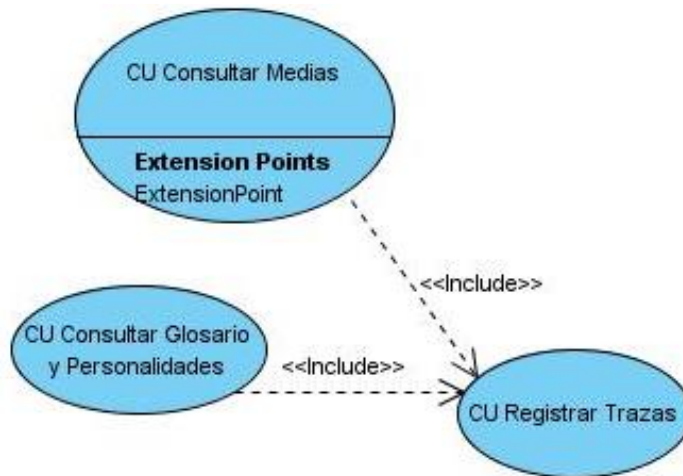 CU Consultar Medias
Extension Points
ExtensionPoint
<<Include>>
CU Consultar Glosario
y Personalidades
<<Include>>
CU Registrar Trazas